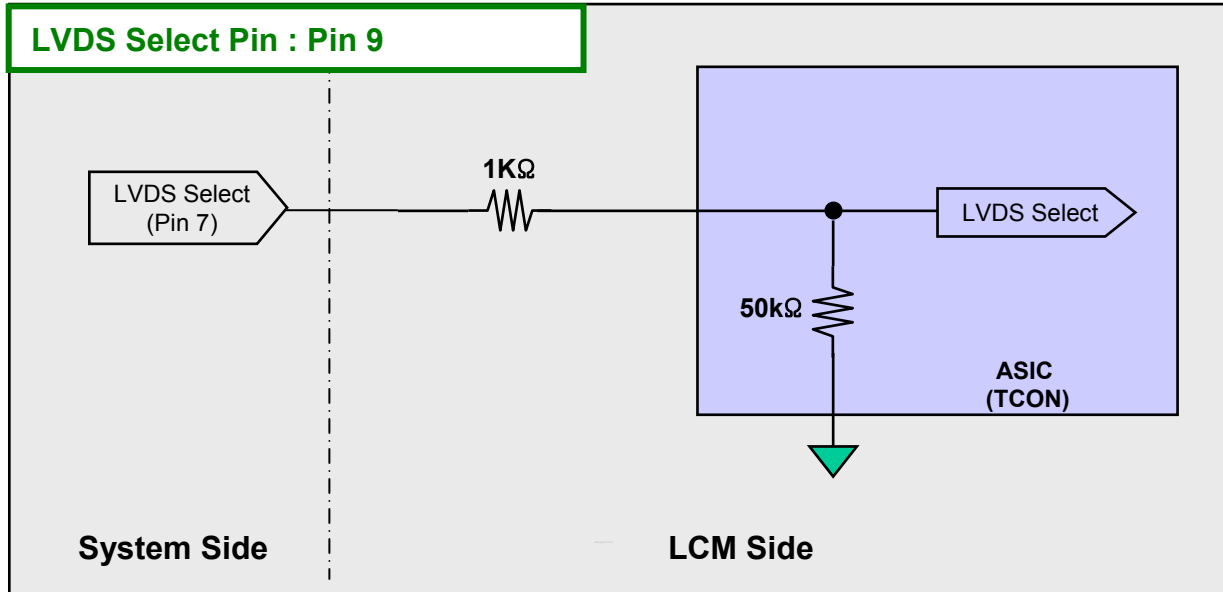 LVDS Select Pin : Pin 9
1KΩ
LVDS Select
(Pin 7)
LVDS Select
50kΩ
ASIC
(TCON)
System Side
LCM Side